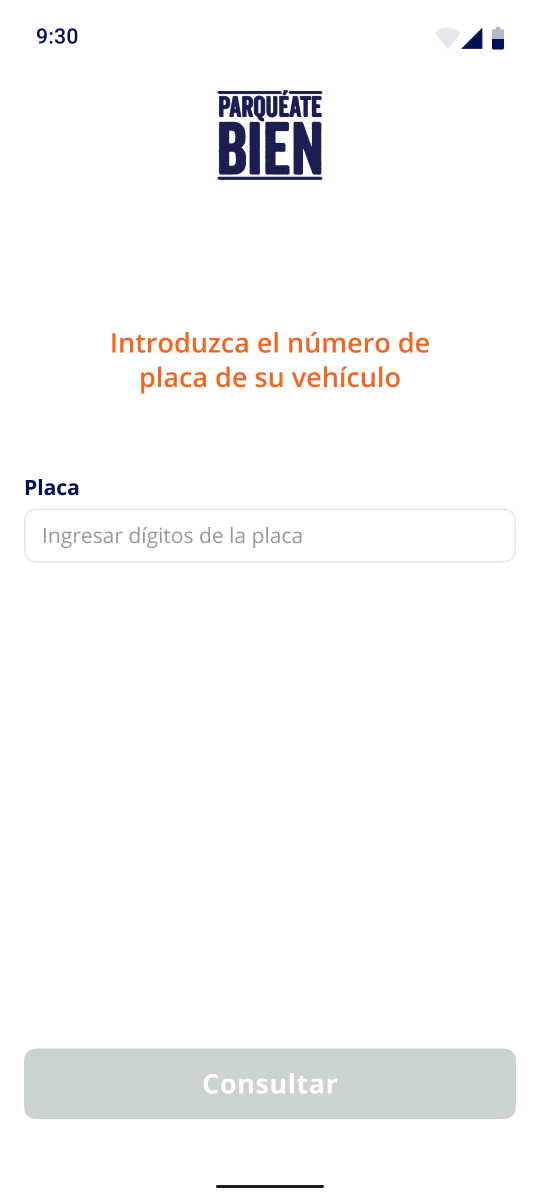 9:30
PARQUÉATE
BIEN
Introduzca el número de
placa de su vehículo
Placa
Ingresar dígitos de la placa
Consultar